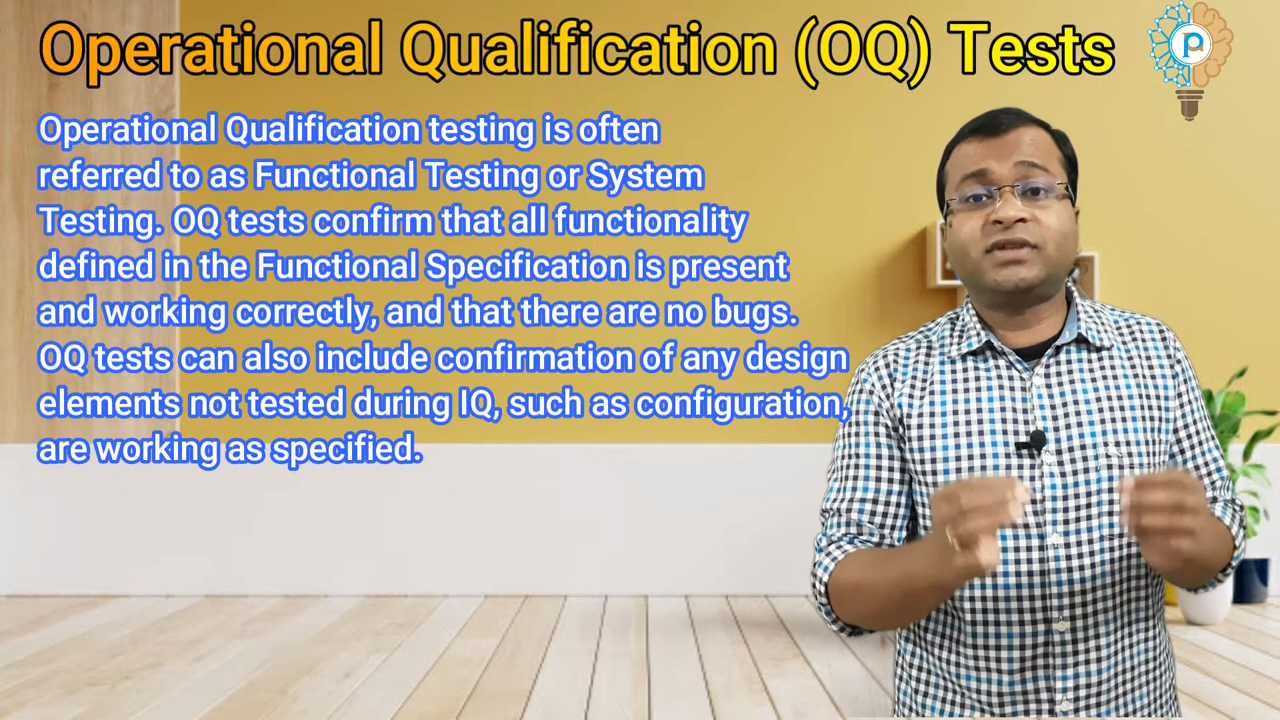 Operational Qualification (OQ) Tests
P
Operational Qualification testing is often
referred to as Functional Testing or System
Testing. OQ tests confirm that all functionality
defined in the Functional Specification is present
and working correctly, and that there are no bugs.
OQ tests can also include confirmation of any design
elements not tested during IQ, such as configuration,
are working as specified.